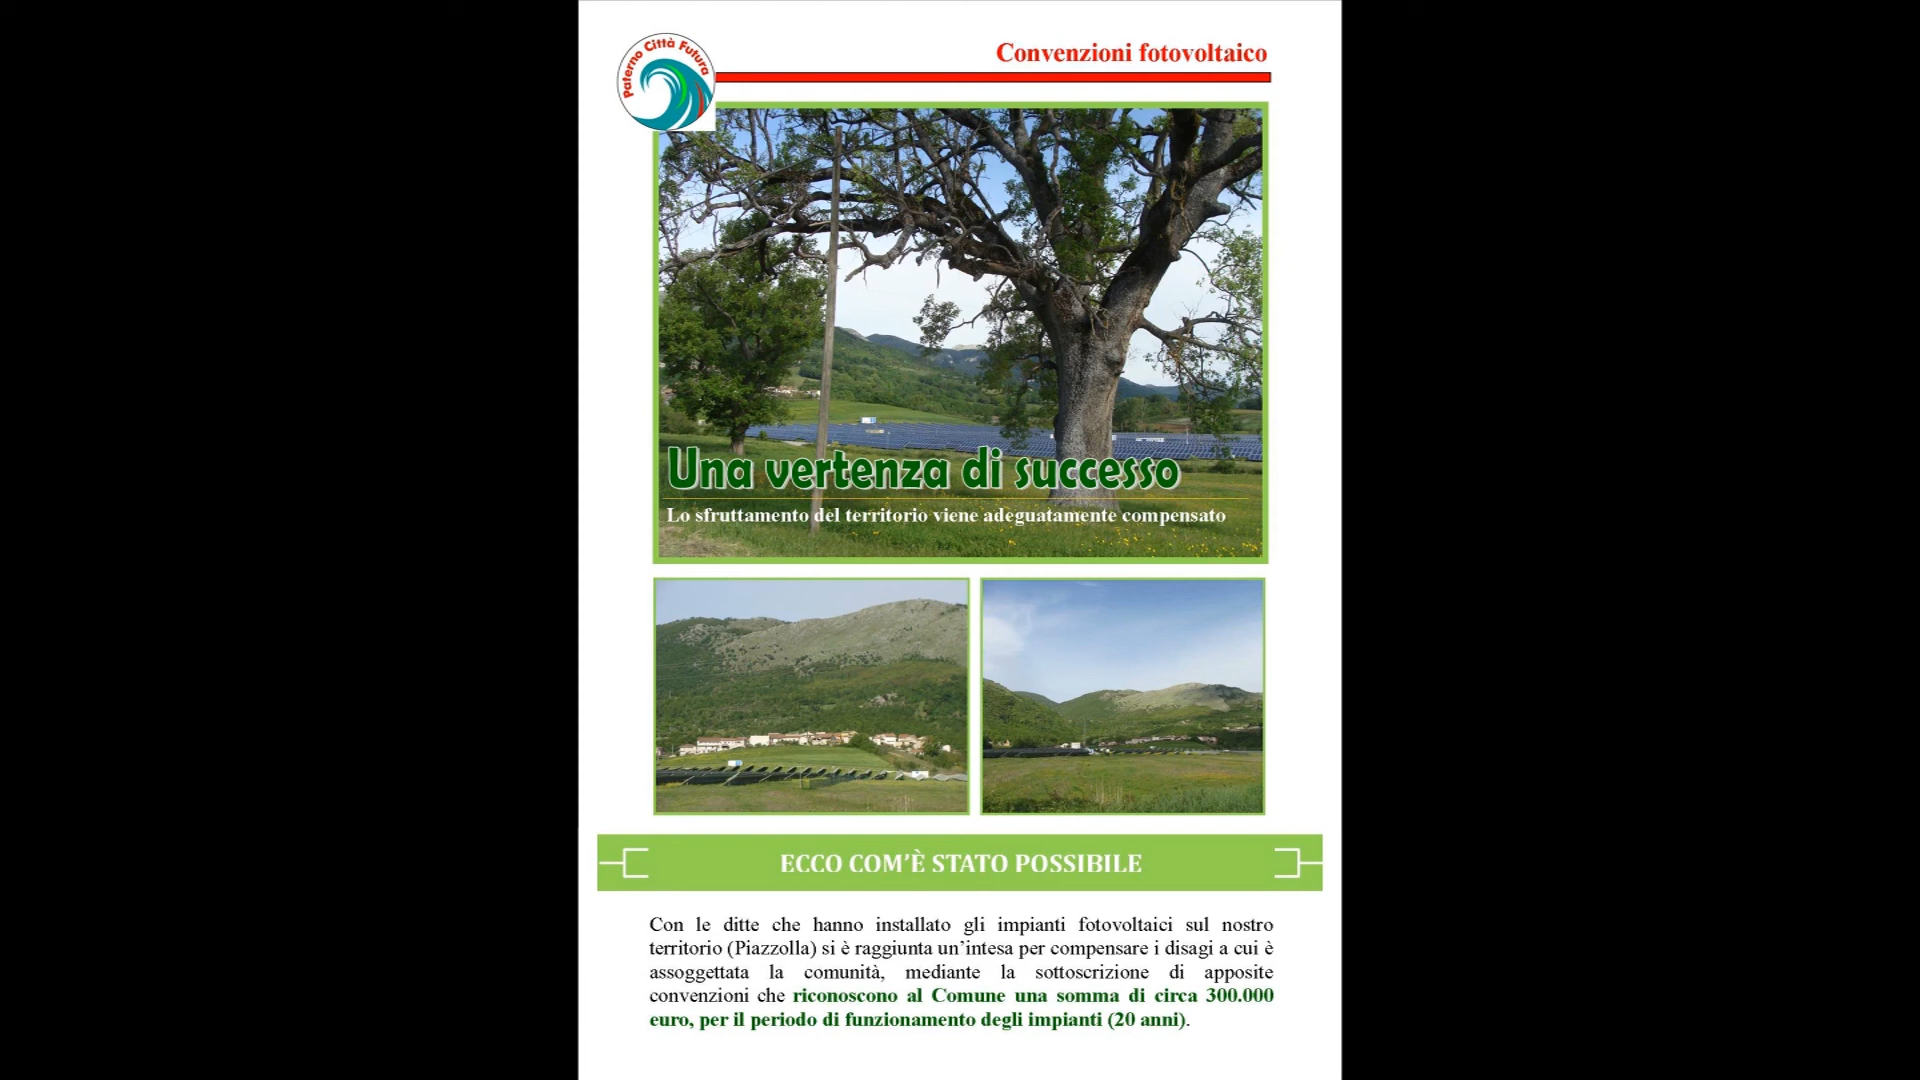 Paterno Città Futura
Convenzioni fotovoltaico
Una vertenza di successo
Lo sfruttamento del territorio viene adeguatamente compensato
ECCO COM'È STATO POSSIBILE
Con le ditte che hanno installato gli impianti fotovoltaici sul nostro
territorio (Piazzolla) si è raggiunta un'intesa per compensare i disagi a cui è
assoggettata la comunità, mediante la sottoscrizione di apposite
convenzioni che riconoscono al Comune una somma di circa 300.000
euro, per il periodo di funzionamento degli impianti (20 anni).